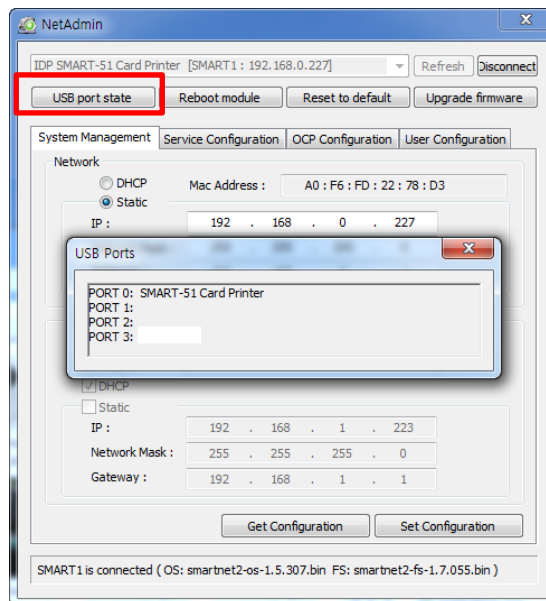 NetAdmin
IDP SMART-51 Card Printer [SMART1 : 192.168.0.227] Refresh Disconnect
USB port state Reboot module Reset to default Upgrade firmware
System Management Service Configuration OCP Configuration User Configuration
Network
DHCP Mac Address : A0 : F6 : FD : 22 : 78 : D3
Static
IP : 192 . 168 . 0 . 227
USB Ports
PORT 0: SMART-51 Card Printer
PORT 1:
PORT 2:
PORT 3:
DHCP
Static
IP : 192 . 168 . 1 . 223
Network Mask : 255 . 255 . 255 . 0
Gateway : 192 . 168 . 1 . 1
Get Configuration Set Configuration
SMART1 is connected ( OS: smartnet2-os-1.5.307.bin FS: smartnet2-fs-1.7.055.bin )